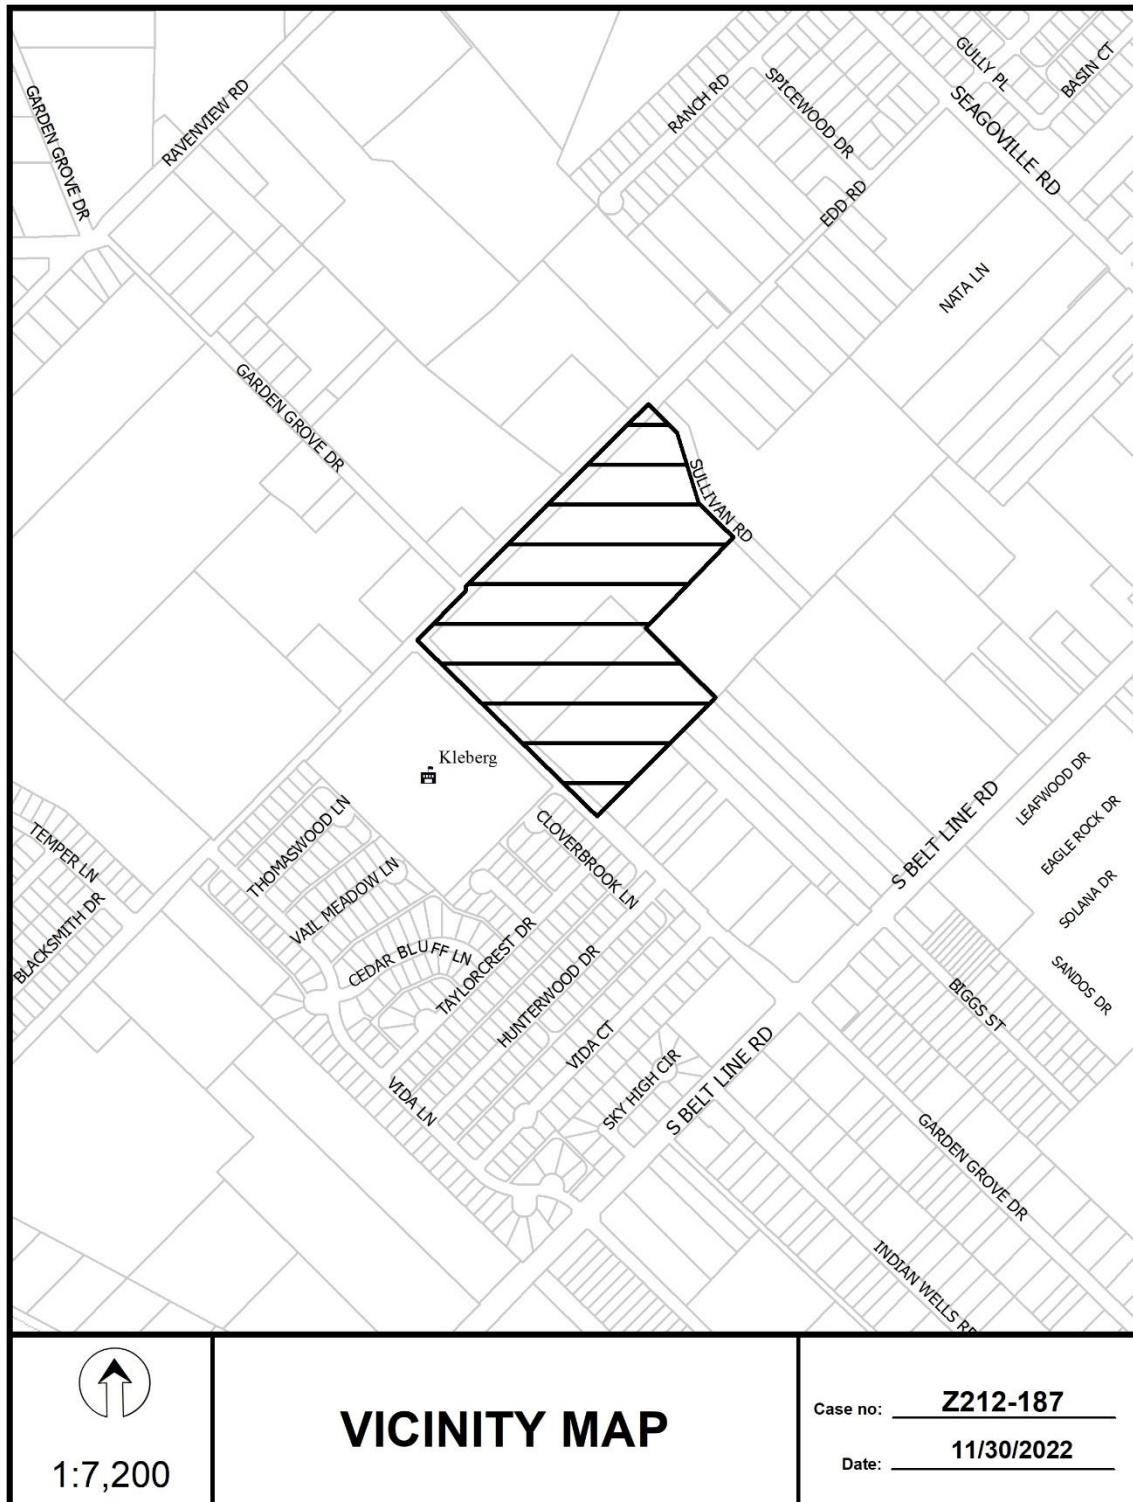 GULLY PL
BASIN CT
SEAGOVILLE RD
SPICEWOOD DR
RANCH RD
GARDEN GROVE DR
RAVENVIEW RD
EDD RD
NATA LN
GARDEN GROVE DR
SULLIVAN RD
Kleberg
THOMASWOOD LN
CLOVERBROOK LN
TEMPER LN
VAIL MEADOW LN
BLACKSMITH DR
CEDAR BLUFF LN
TAYLORCREST DR
HUNTERWOOD DR
S BELT LINE RD
LEAFWOOD DR
EAGLE ROCK DR
SOLANA DR
SANDOS DR
BIGGS ST
VIDA CT
VIDA LN
SKY HIGH CIR
S BELT LINE RD
GARDEN GROVE DR
INDIAN WELLS RD
1:7,200
VICINITY MAP
Case no: Z212-187
Date: 11/30/2022